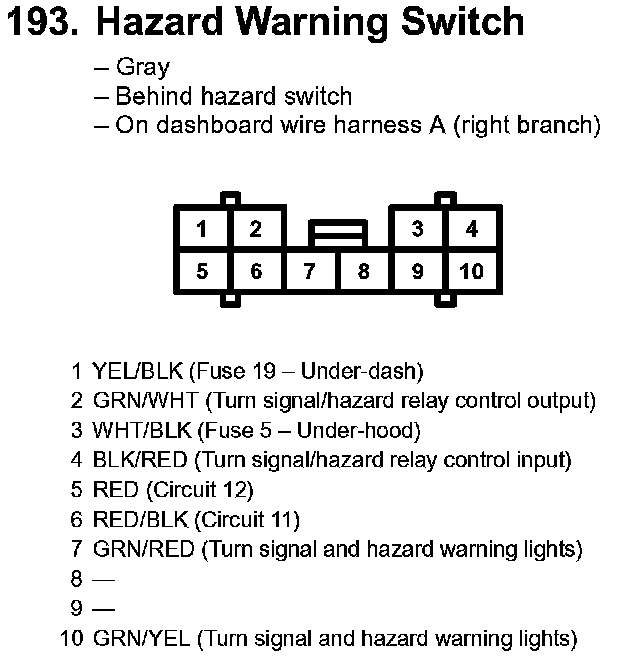 193. Hazard Warning Switch
– Gray
– Behind hazard switch
– On dashboard wire harness A (right branch)
1 2 3 4
5 6 7 8 9 10
1 YEL/BLK (Fuse 19 – Under-dash)
2 GRN/WHT (Turn signal/hazard relay control output)
3 WHT/BLK (Fuse 5 – Under-hood)
4 BLK/RED (Turn signal/hazard relay control input)
5 RED (Circuit 12)
6 RED/BLK (Circuit 11)
7 GRN/RED (Turn signal and hazard warning lights)
8 —
9 —
10 GRN/YEL (Turn signal and hazard warning lights)